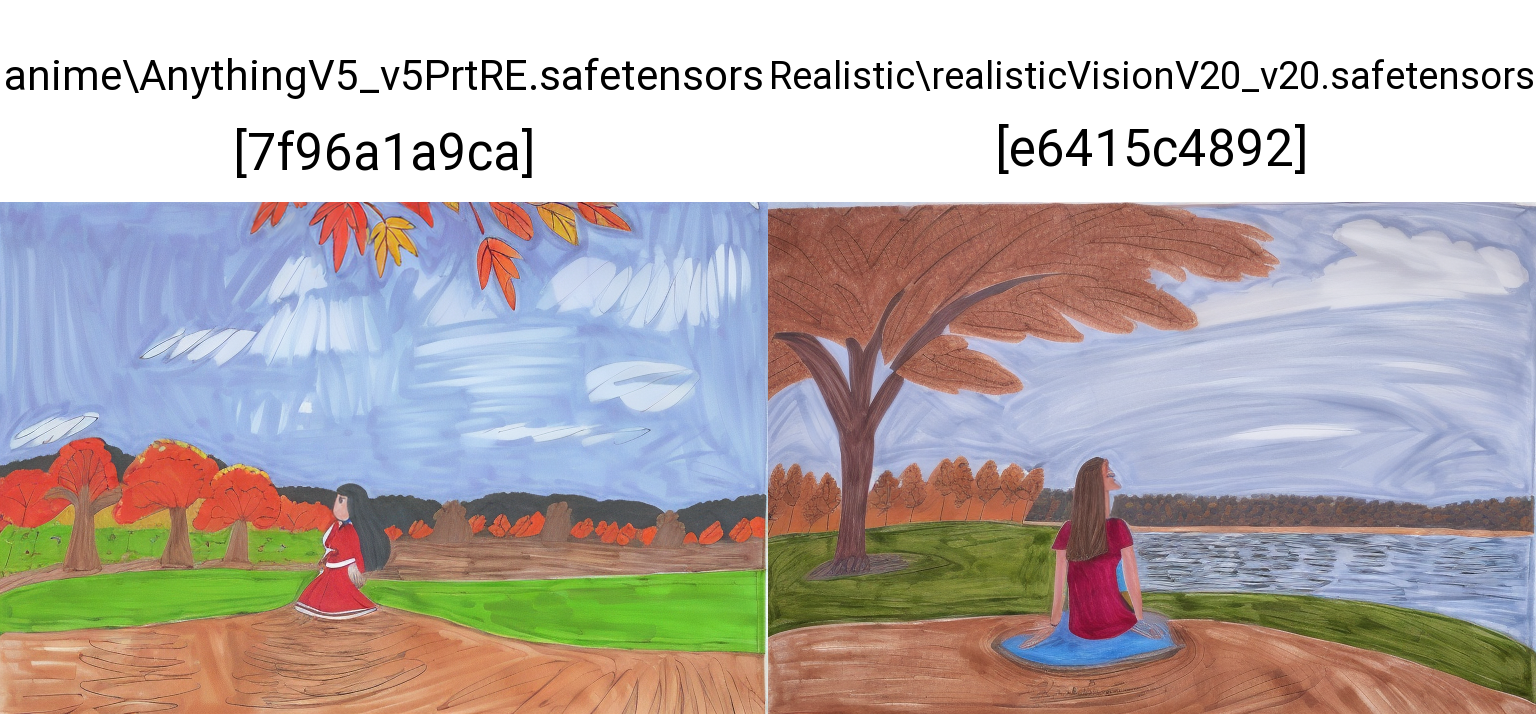 anime\AnythingV5_v5PrtRE.safetensors
[7f96a1a9ca]
Realistic\realisticVisionV20_v20.safetensors
[e6415c4892]